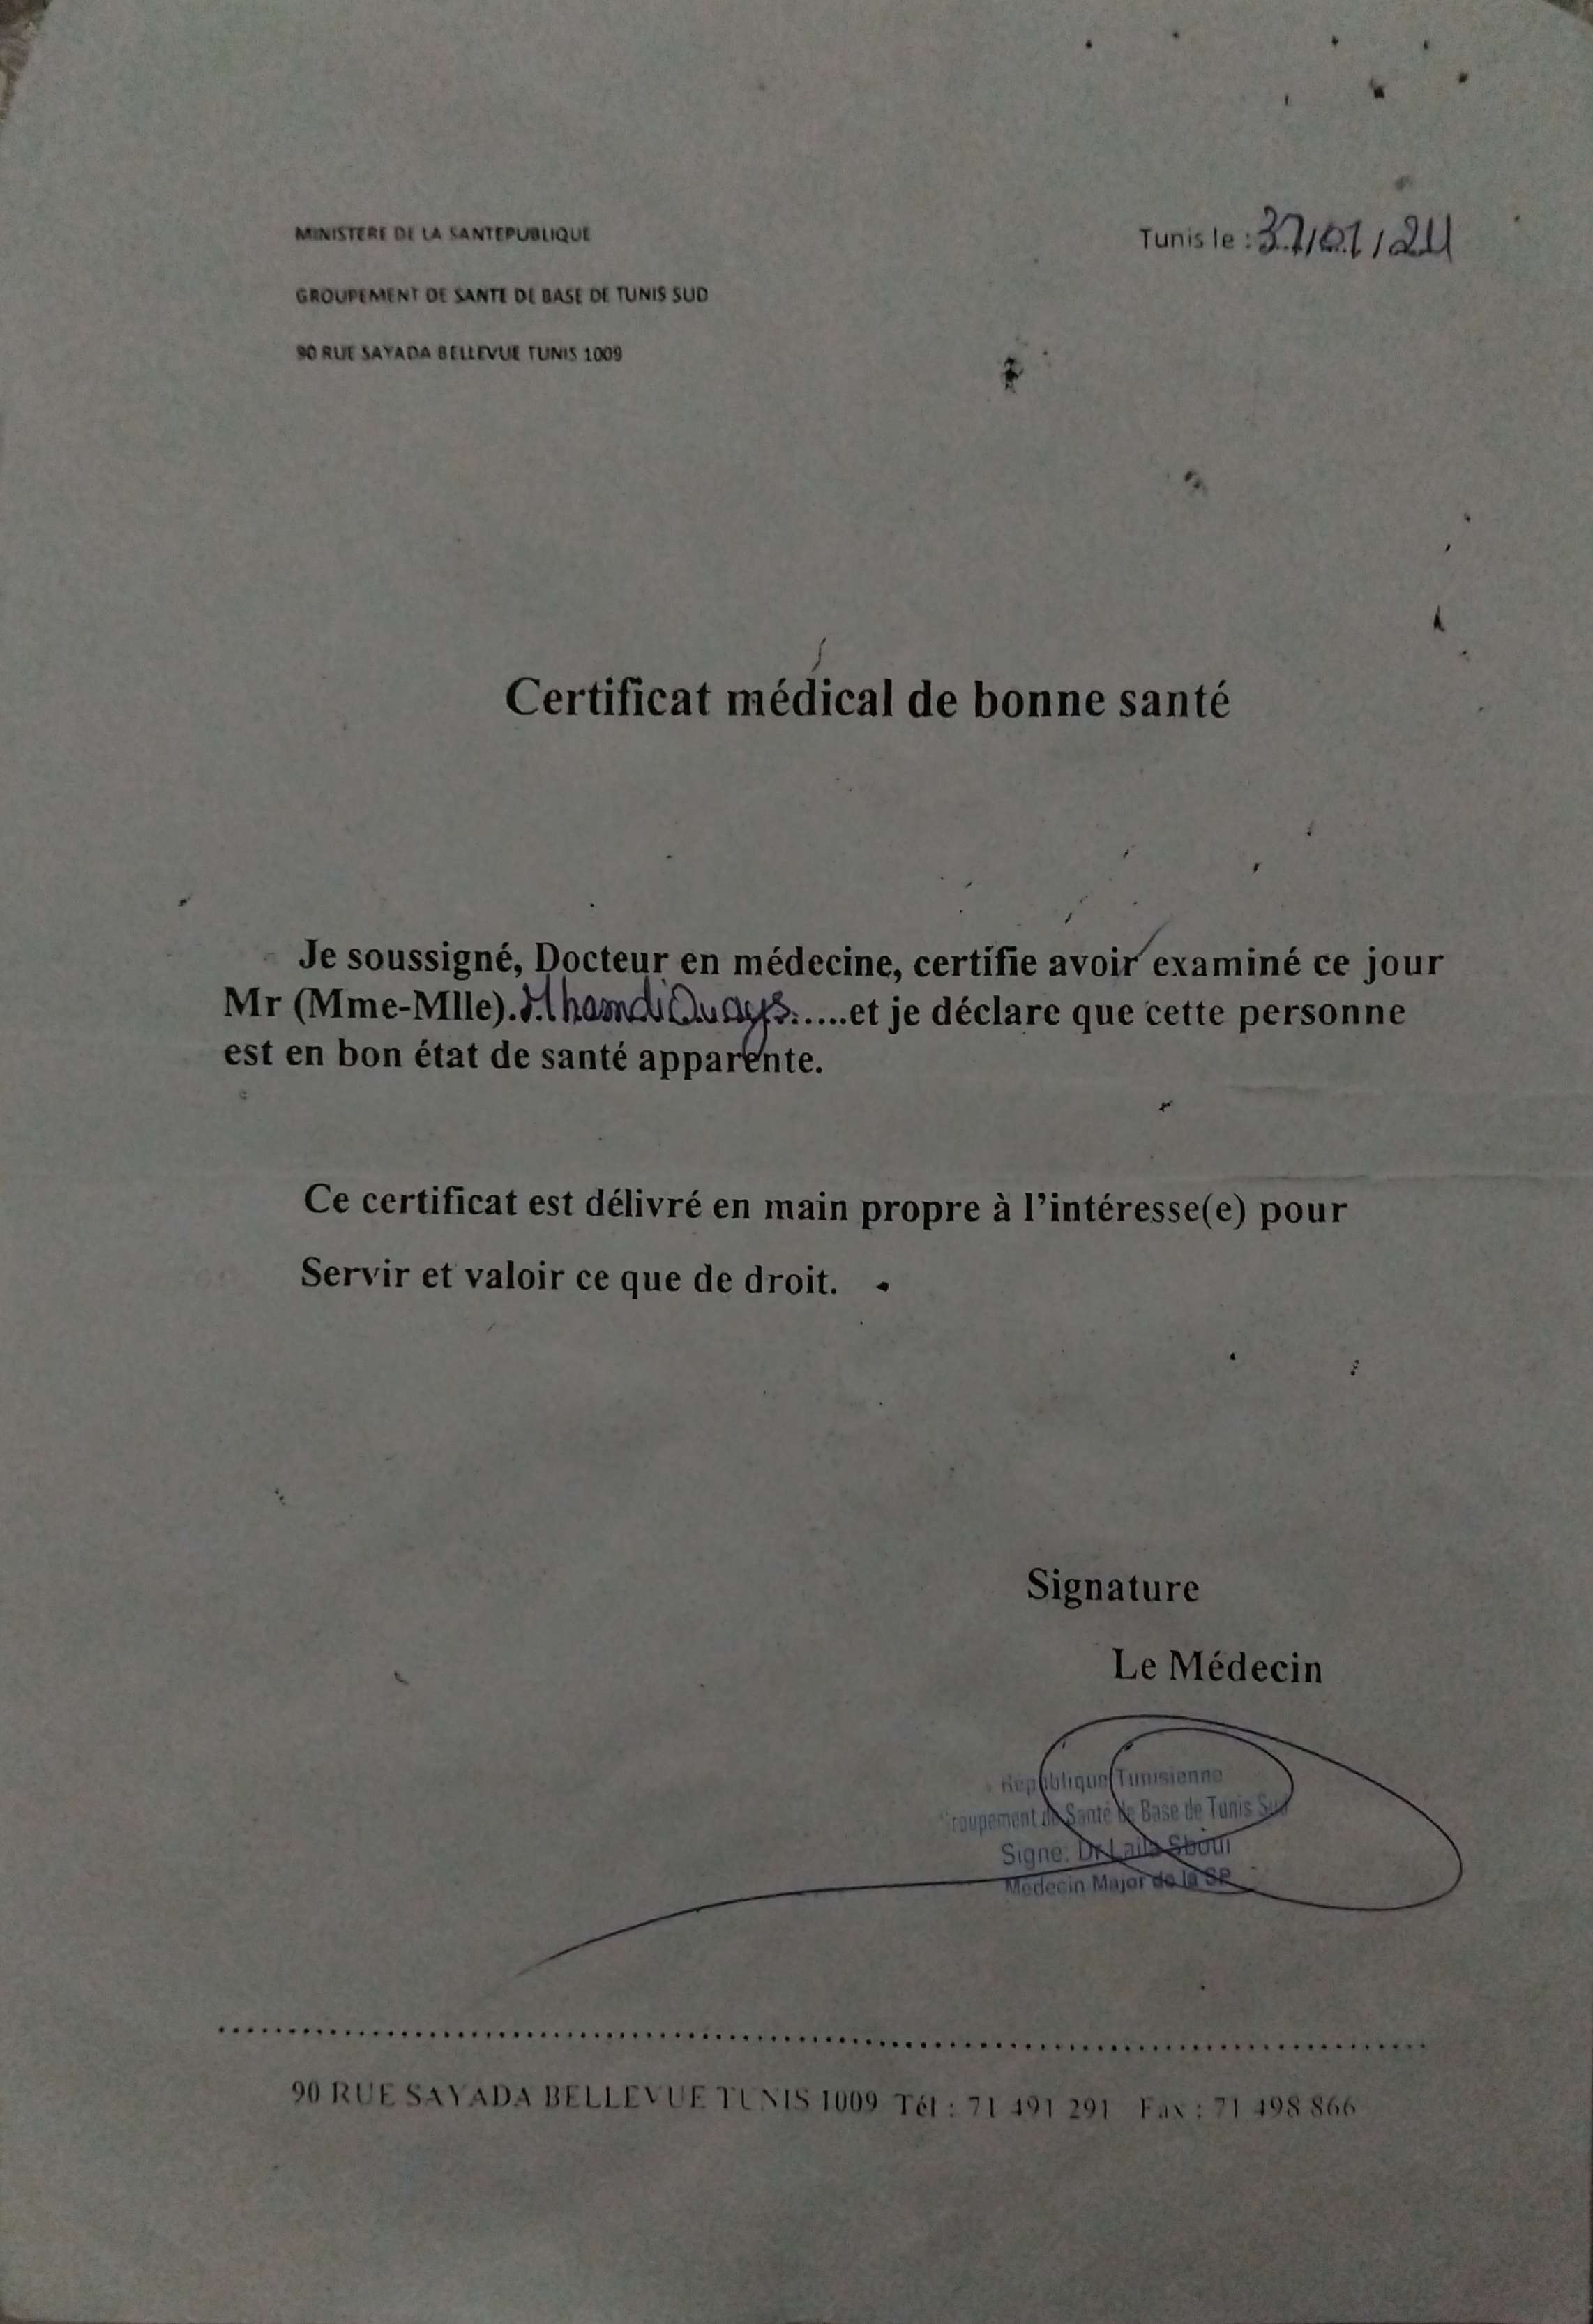 MINISTERE DE LA SANTEPUBLIQUE
Tunis le :
GROUPEMENT DE SANTE DE BASE DE TUNIS SUD
90 RUE SAYADA BELLEVUE TUNIS 1009
Certificat médical de bonne santé
Je soussigné, Docteur en médecine, certifie avoir examiné ce jour
Mr (Mme-Mlle). Mhamdi Ouays.....et je déclare que cette personne
est en bon état de santé apparente.
Ce certificat est délivré en main propre à l'intéresse(e) pour
Servir et valoir ce que de droit.
Signature
Le Médecin
République Tunisienne
Groupement de Santé de Base de Tunis Sud
Signe: Dr Laila Sboui
Médecin Major de la SP
90 RUE SAYADA BELLEVUE TUNIS 1009 Tél : 71 491 291 Fax : 71 498 866